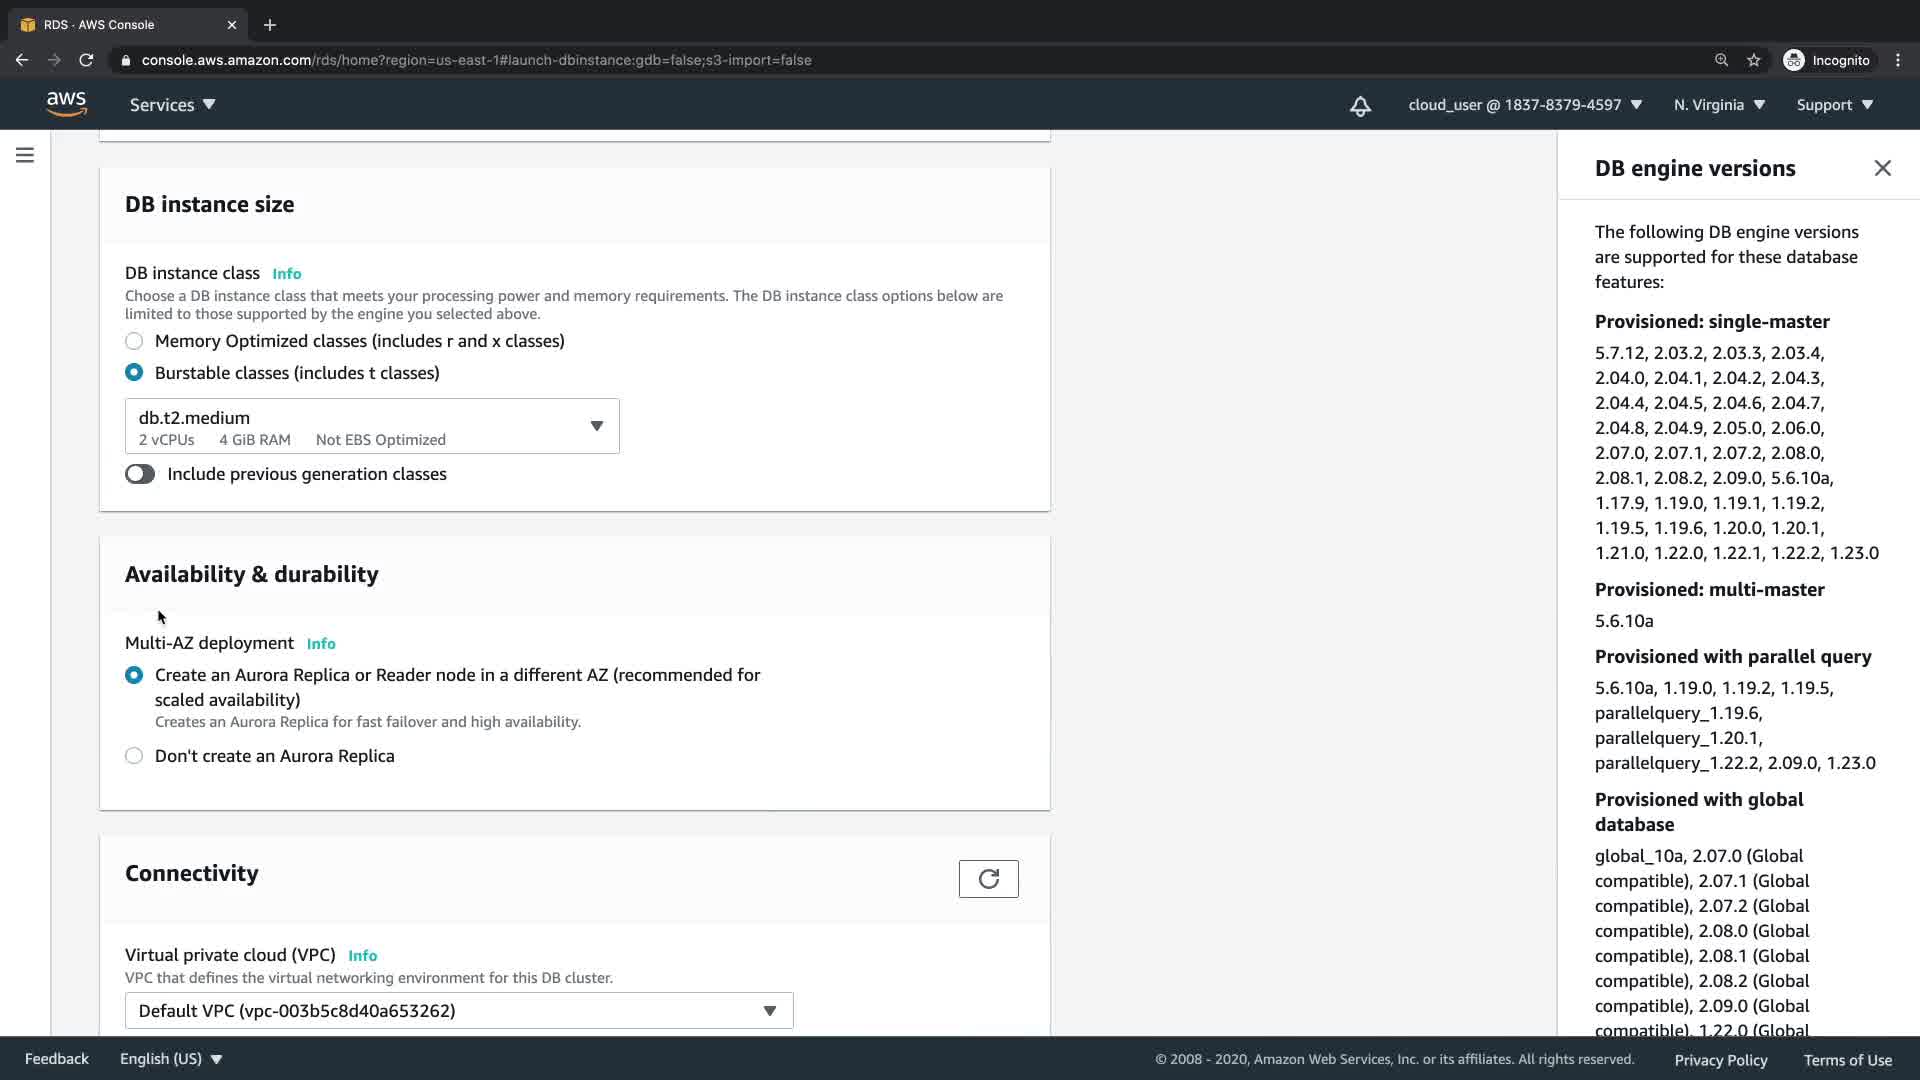 RDS · AWS Console
console.aws.amazon.com/rds/home?region=us-east-1#launch-dbinstance:gdb=false;s3-import=false
Incognito
aws
Services
cloud_user @ 1837-8379-4597
N. Virginia
Support
DB instance size
DB instance class Info
Choose a DB instance class that meets your processing power and memory requirements. The DB instance class options below are
limited to those supported by the engine you selected above.
Memory Optimized classes (includes r and x classes)
Burstable classes (includes t classes)
db.t2.medium
2 vCPUs 4 GiB RAM Not EBS Optimized
Include previous generation classes
Availability & durability
Multi-AZ deployment Info
Create an Aurora Replica or Reader node in a different AZ (recommended for
scaled availability)
Creates an Aurora Replica for fast failover and high availability.
Don't create an Aurora Replica
Connectivity
Virtual private cloud (VPC) Info
VPC that defines the virtual networking environment for this DB cluster.
Default VPC (vpc-003b5c8d40a653262)
DB engine versions
The following DB engine versions
are supported for these database
features:
Provisioned: single-master
5.7.12, 2.03.2, 2.03.3, 2.03.4,
2.04.0, 2.04.1, 2.04.2, 2.04.3,
2.04.4, 2.04.5, 2.04.6, 2.04.7,
2.04.8, 2.04.9, 2.05.0, 2.06.0,
2.07.0, 2.07.1, 2.07.2, 2.08.0,
2.08.1, 2.08.2, 2.09.0, 5.6.10a,
1.17.9, 1.19.0, 1.19.1, 1.19.2,
1.19.5, 1.19.6, 1.20.0, 1.20.1,
1.21.0, 1.22.0, 1.22.1, 1.22.2, 1.23.0
Provisioned: multi-master
5.6.10a
Provisioned with parallel query
5.6.10a, 1.19.0, 1.19.2, 1.19.5,
parallelquery_1.19.6,
parallelquery_1.20.1,
parallelquery_1.22.2, 2.09.0, 1.23.0
Provisioned with global
database
global_10a, 2.07.0 (Global
compatible), 2.07.1 (Global
compatible), 2.07.2 (Global
compatible), 2.08.0 (Global
compatible), 2.08.1 (Global
compatible), 2.08.2 (Global
compatible), 2.09.0 (Global
compatible), 1.22.0 (Global
Feedback
English (US)
© 2008 - 2020, Amazon Web Services, Inc. or its affiliates. All rights reserved.
Privacy Policy
Terms of Use